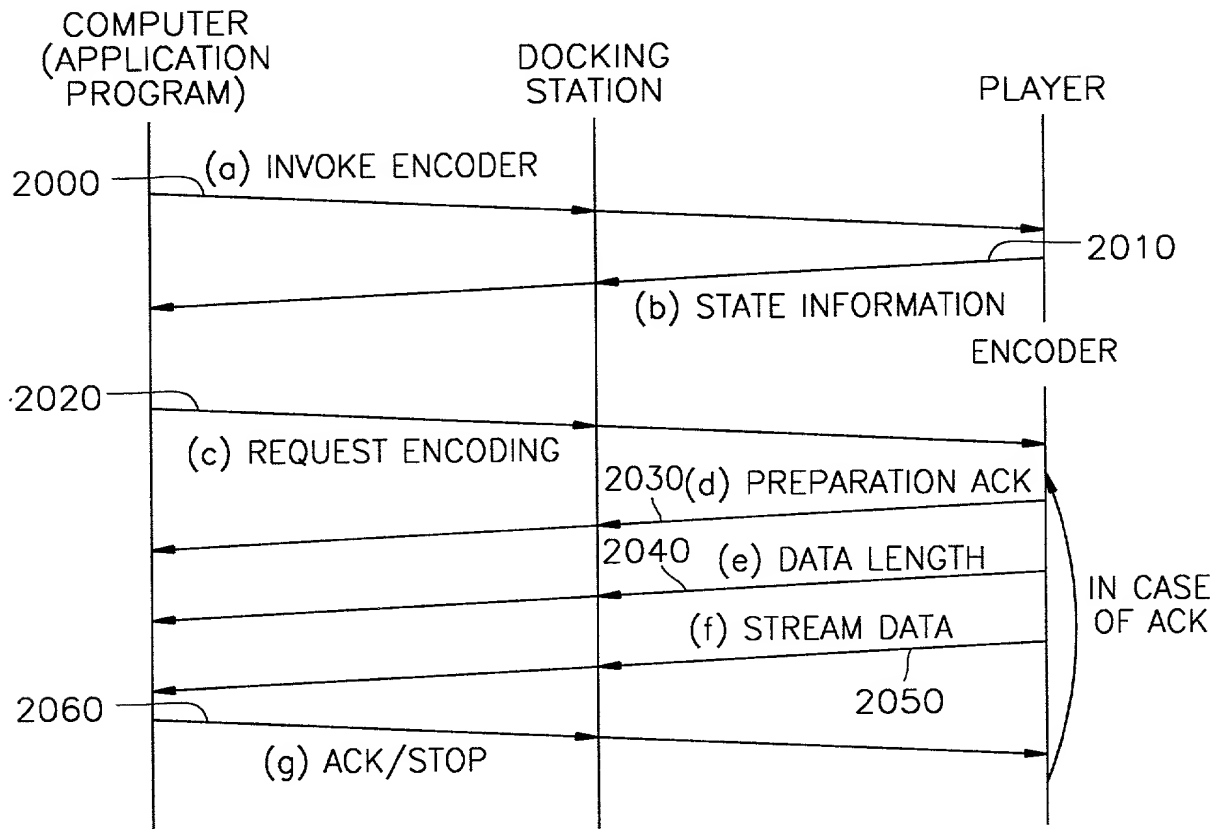 COMPUTER
(APPLICATION
PROGRAM)
DOCKING
STATION
PLAYER
(a) INVOKE ENCODER
2000
2010
(b) STATE INFORMATION
ENCODER
2020
(c) REQUEST ENCODING
2030
(d) PREPARATION ACK
2040
(e) DATA LENGTH
IN CASE
OF ACK
(f) STREAM DATA
2050
2060
(g) ACK/STOP